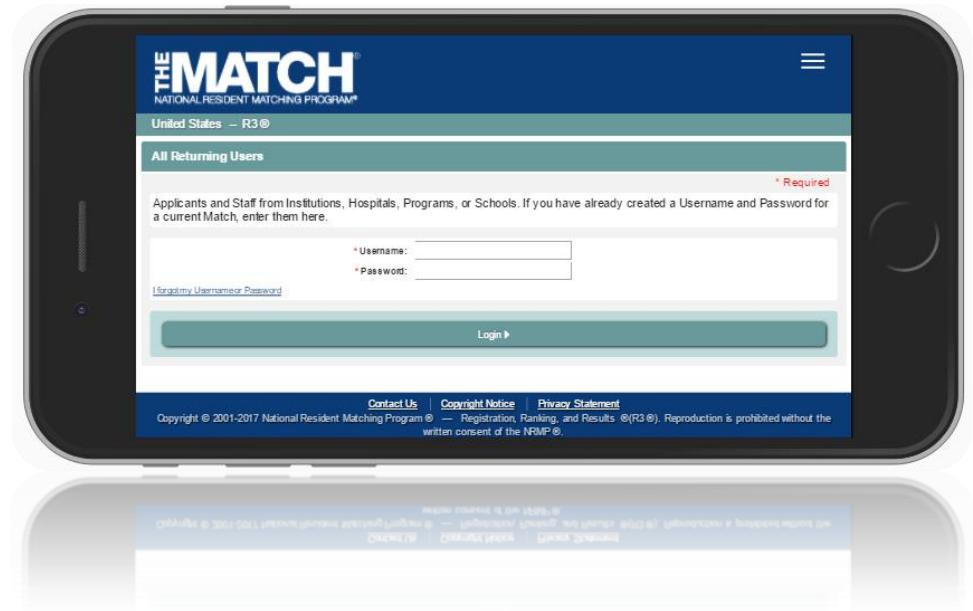 THE MATCH®
NATIONAL RESIDENT MATCHING PROGRAM®
United States – R3®
All Returning Users
* Required
Applicants and Staff from Institutions, Hospitals, Programs, or Schools. If you have already created a Username and Password for
a current Match, enter them here.
* Username:
* Password:
I forgot my Username or Password
Login
Contact Us | Copyright Notice | Privacy Statement
Copyright © 2001-2017 National Resident Matching Program ® — Registration, Ranking, and Results ®(R3®). Reproduction is prohibited without the
written consent of the NRMP®.